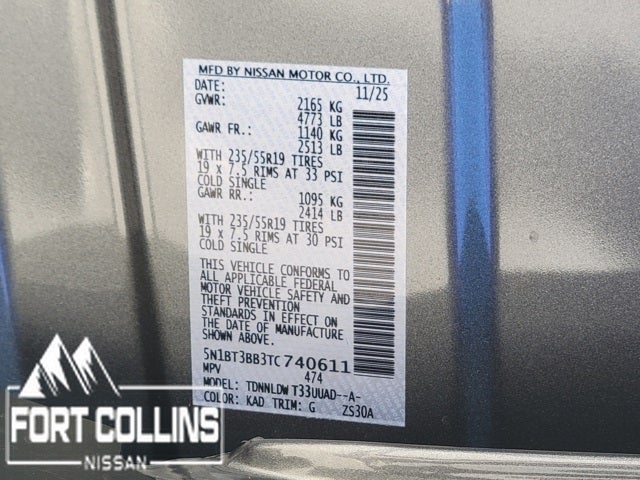 MFD BY NISSAN MOTOR CO., LTD.
DATE: 11/25
GVWR: 2165 KG
4773 LB
GAWR FR.: 1140 KG
2513 LB
WITH 235/55R19 TIRES
19 x 7.5 RIMS AT 33 PSI
COLD SINGLE
GAWR RR.: 1095 KG
2414 LB
WITH 235/55R19 TIRES
19 x 7.5 RIMS AT 30 PSI
COLD SINGLE
THIS VEHICLE CONFORMS TO
ALL APPLICABLE FEDERAL
MOTOR VEHICLE SAFETY AND
THEFT PREVENTION
STANDARDS IN EFFECT ON
THE DATE OF MANUFACTURE
SHOWN ABOVE.
5N1BT3BB3TC740611
MPV 474
MODEL: TDNNLDW T33UUAD--A-
COLOR: KAD TRIM: G ZS30A
FORT COLLINS
NISSAN